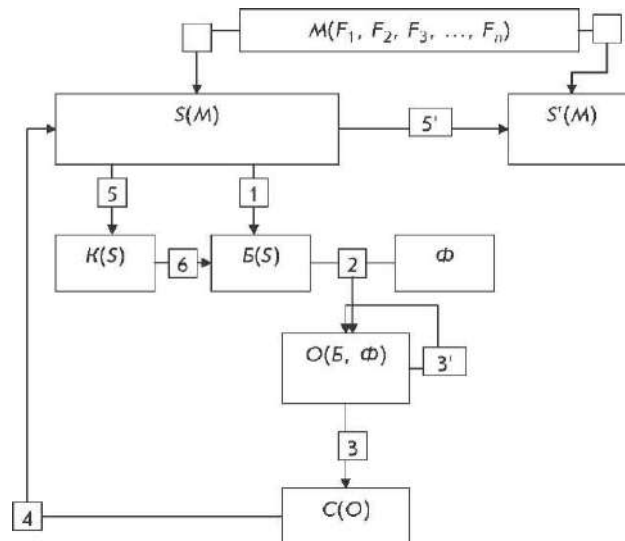 M(F₁, F₂, F₃, ..., Fₙ)
S(M)
5'
S'(M)
5
1
К(S)
6
Б(S)
2
Ф
О(Б, Ф)
3'
3
4
С(О)